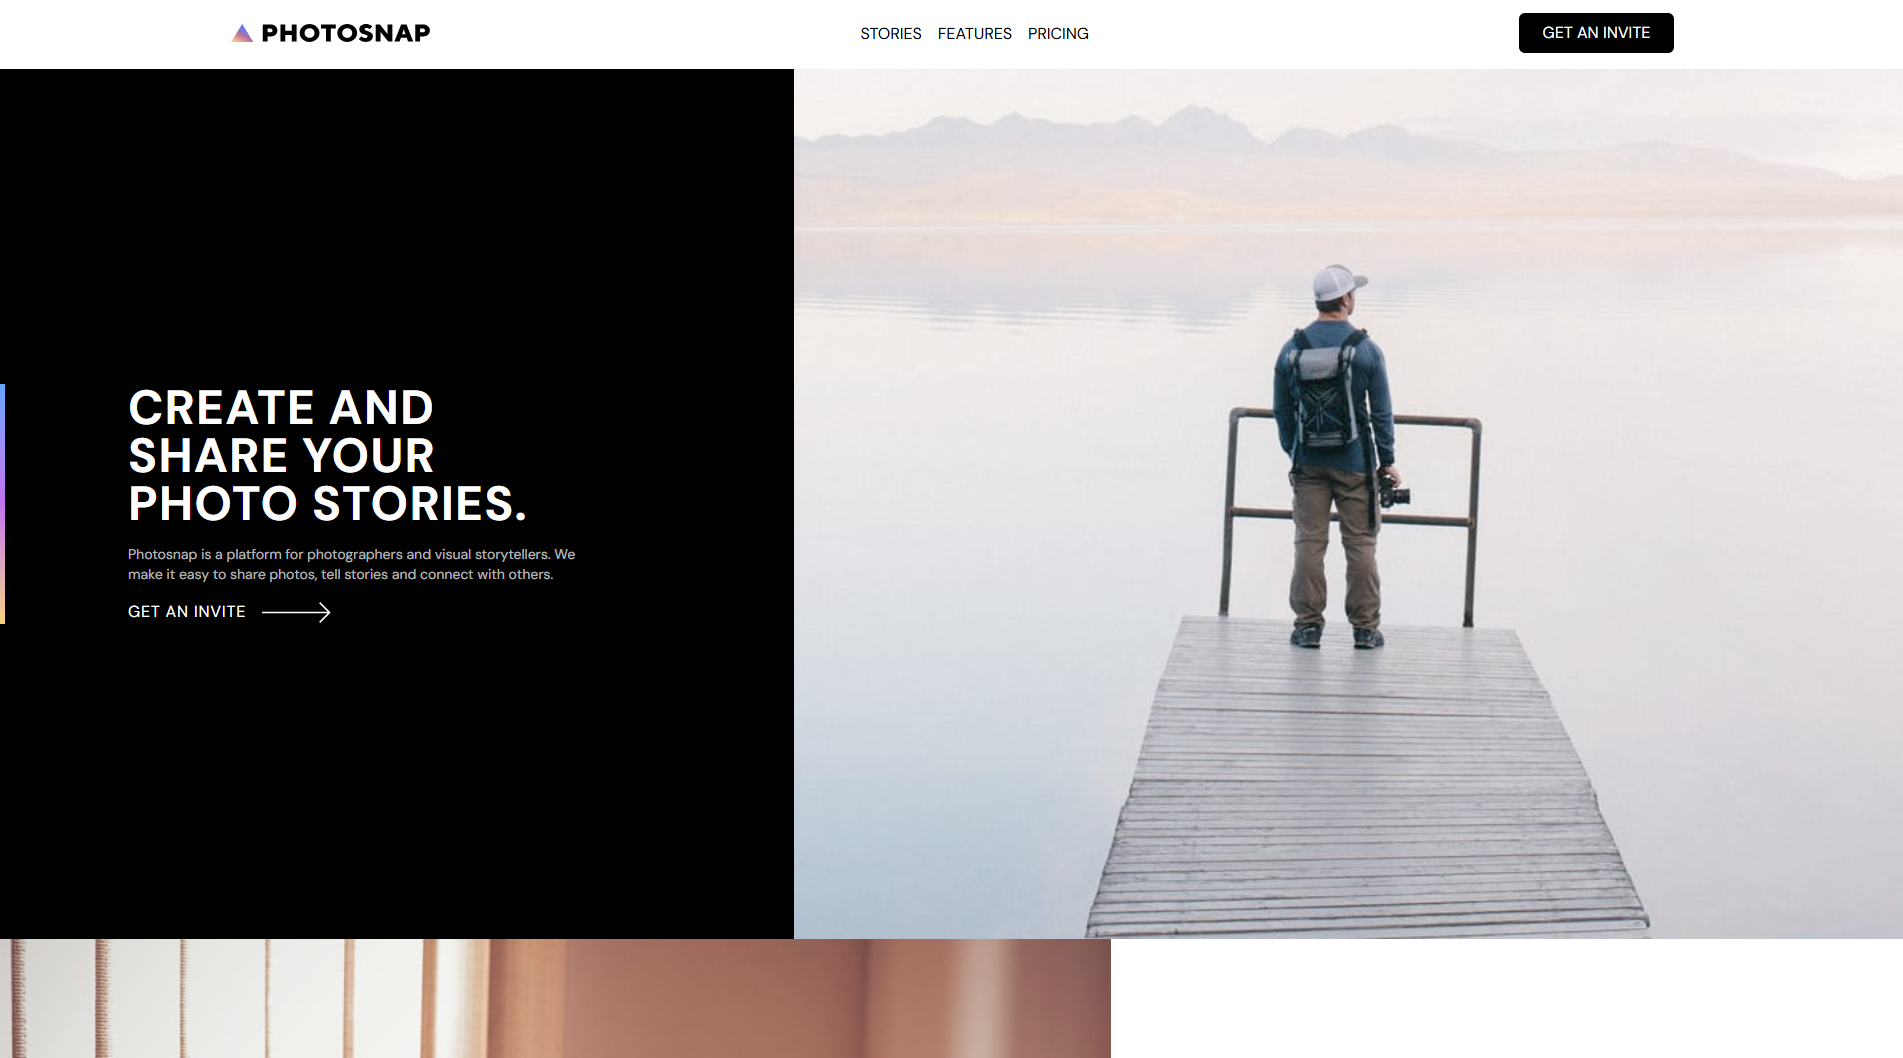 PHOTOSNAP
STORIES FEATURES PRICING
GET AN INVITE
CREATE AND
SHARE YOUR
PHOTO STORIES.
Photosnap is a platform for photographers and visual storytellers. We
make it easy to share photos, tell stories and connect with others.
GET AN INVITE